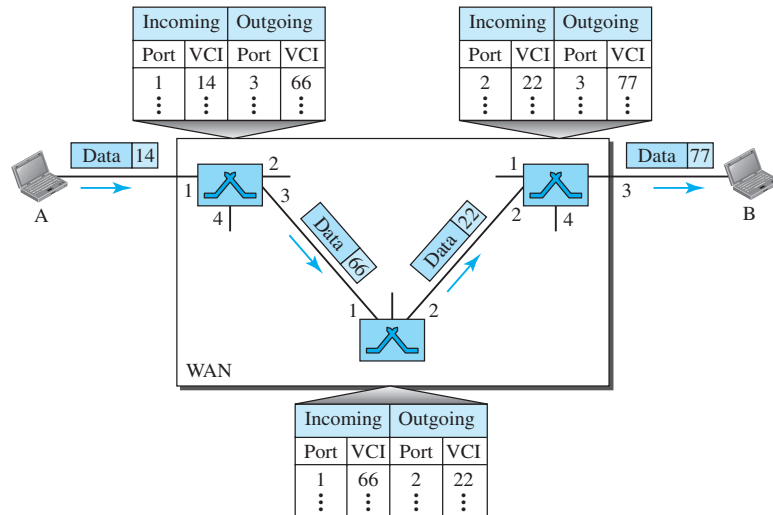 Incoming Outgoing
Port VCI Port VCI
1 14 3 66
Incoming Outgoing
Port VCI Port VCI
2 22 3 77
Data 14
A
1
2
3
4
Data 66
1
2
Data 22
1
2
3
4
Data 77
B
WAN
Incoming Outgoing
Port VCI Port VCI
1 66 2 22